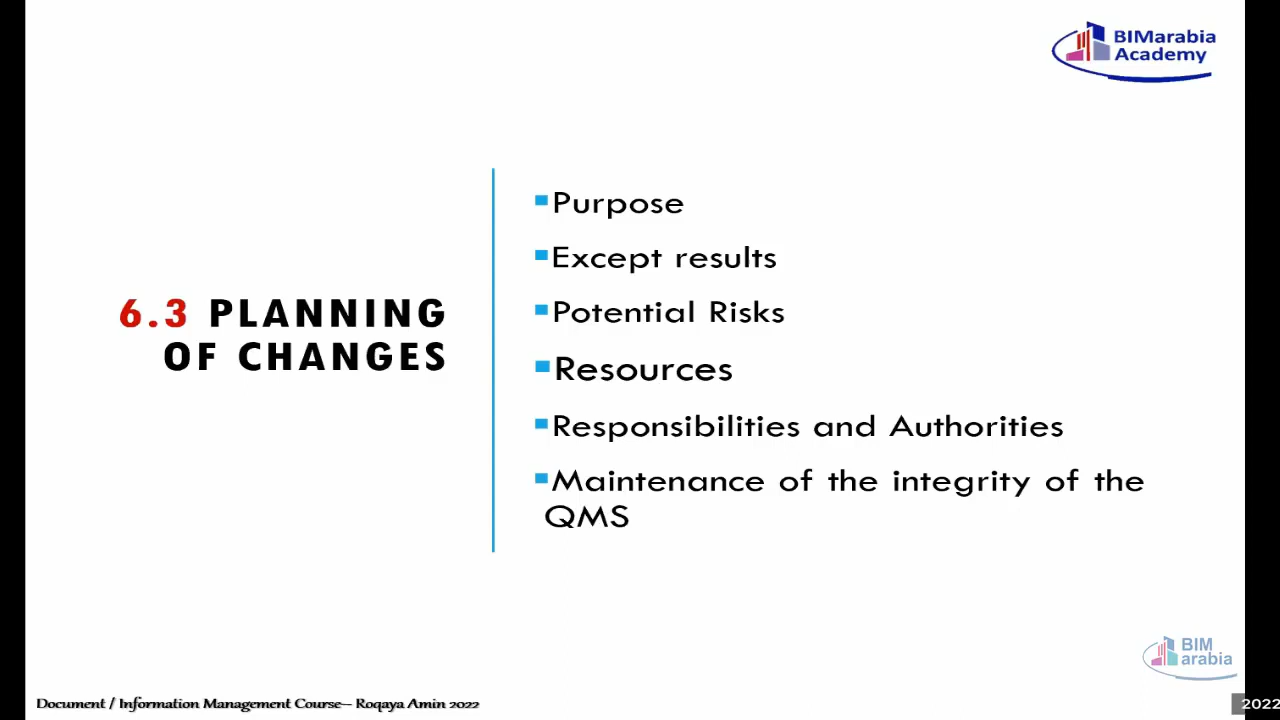 BIMarabia
Academy
6.3 PLANNING
OF CHANGES
Purpose
Except results
Potential Risks
Resources
Responsibilities and Authorities
Maintenance of the integrity of the
QMS
BIM
arabia
Document / Information Management Course-- Roqaya Amin 2022
2022